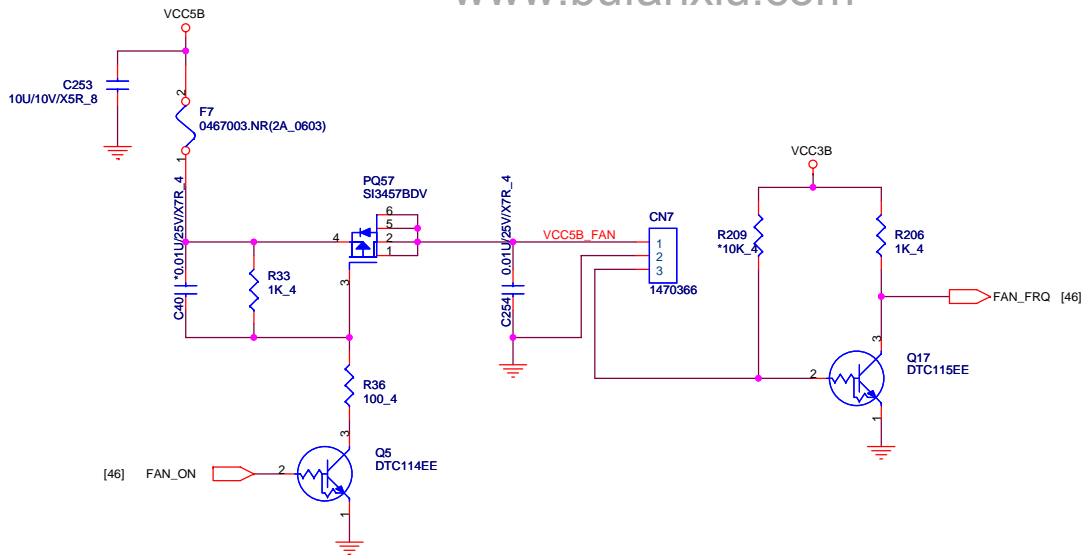 www.bufanxiu.com
VCC5B
C253
10U/10V/X5R_8
2
F7
0467003.NR(2A_0603)
1
*0.01U/25V/X7R_4
C40
R33
1K_4
PQ57
SI3457BDV
4
6
5
2
1
3
R36
100_4
3
Q5
DTC114EE
[46] FAN_ON
2
1
0.01U/25V/X7R_4
C254
VCC5B_FAN
CN7
1
2
3
1470366
VCC3B
R209
*10K_4
R206
1K_4
FAN_FRQ [46]
3
Q17
DTC115EE
2
1